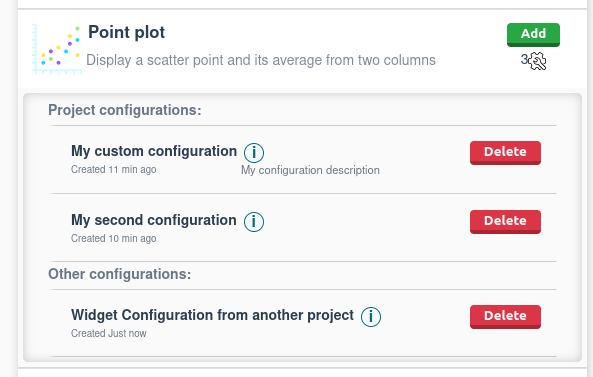 Point plot
Add
Display a scatter point and its average from two columns
3
Project configurations:
My custom configuration
Delete
Created 11 min ago
My configuration description
My second configuration
Delete
Created 10 min ago
Other configurations:
Widget Configuration from another project
Delete
Created Just now